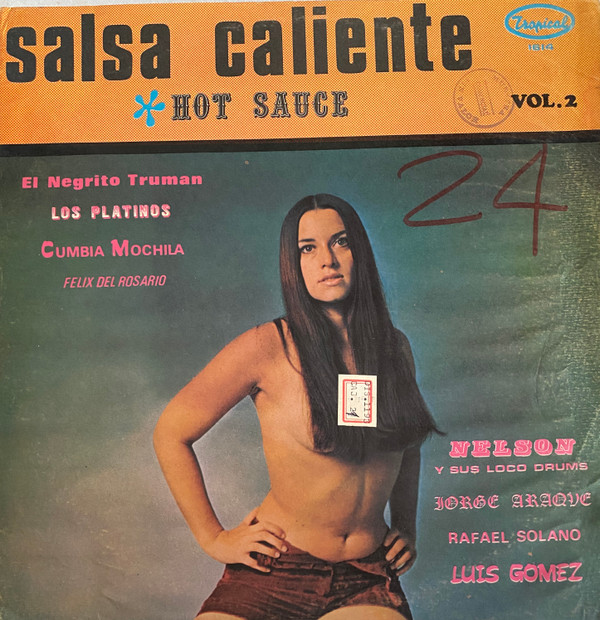 salsa caliente
Tropical
1614
HOT SAUCE
VOL.2
24
El Negrito Truman
LOS PLATINOS
CUMBIA MOCHILA
FELIX DEL ROSARIO
NELSON
Y SUS LOCO DRUMS
JORGE ARAQUE
RAFAEL SOLANO
LUIS GOMEZ